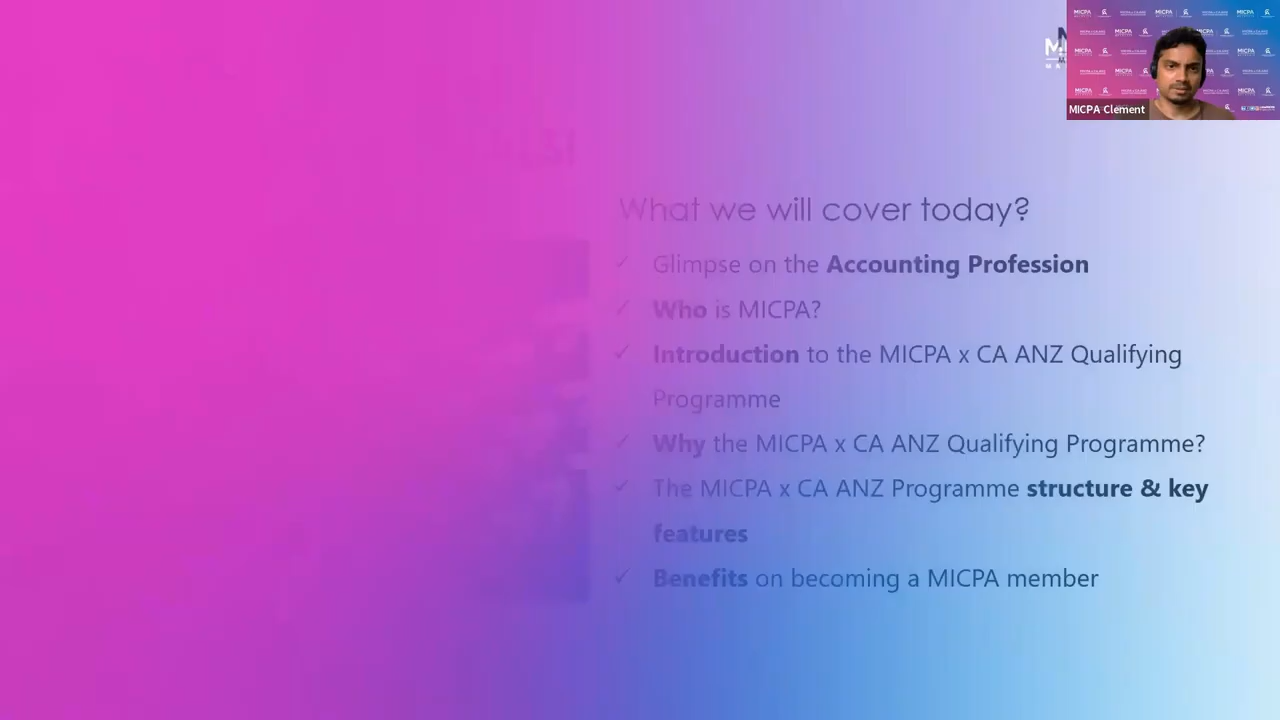 What we will cover today?
✓ Glimpse on the Accounting Profession
✓ Who is MICPA?
✓ Introduction to the MICPA x CA ANZ Qualifying
Programme
✓ Why the MICPA x CA ANZ Qualifying Programme?
✓ The MICPA x CA ANZ Programme structure & key
features
✓ Benefits on becoming a MICPA member
MICPA
MICPA Clement